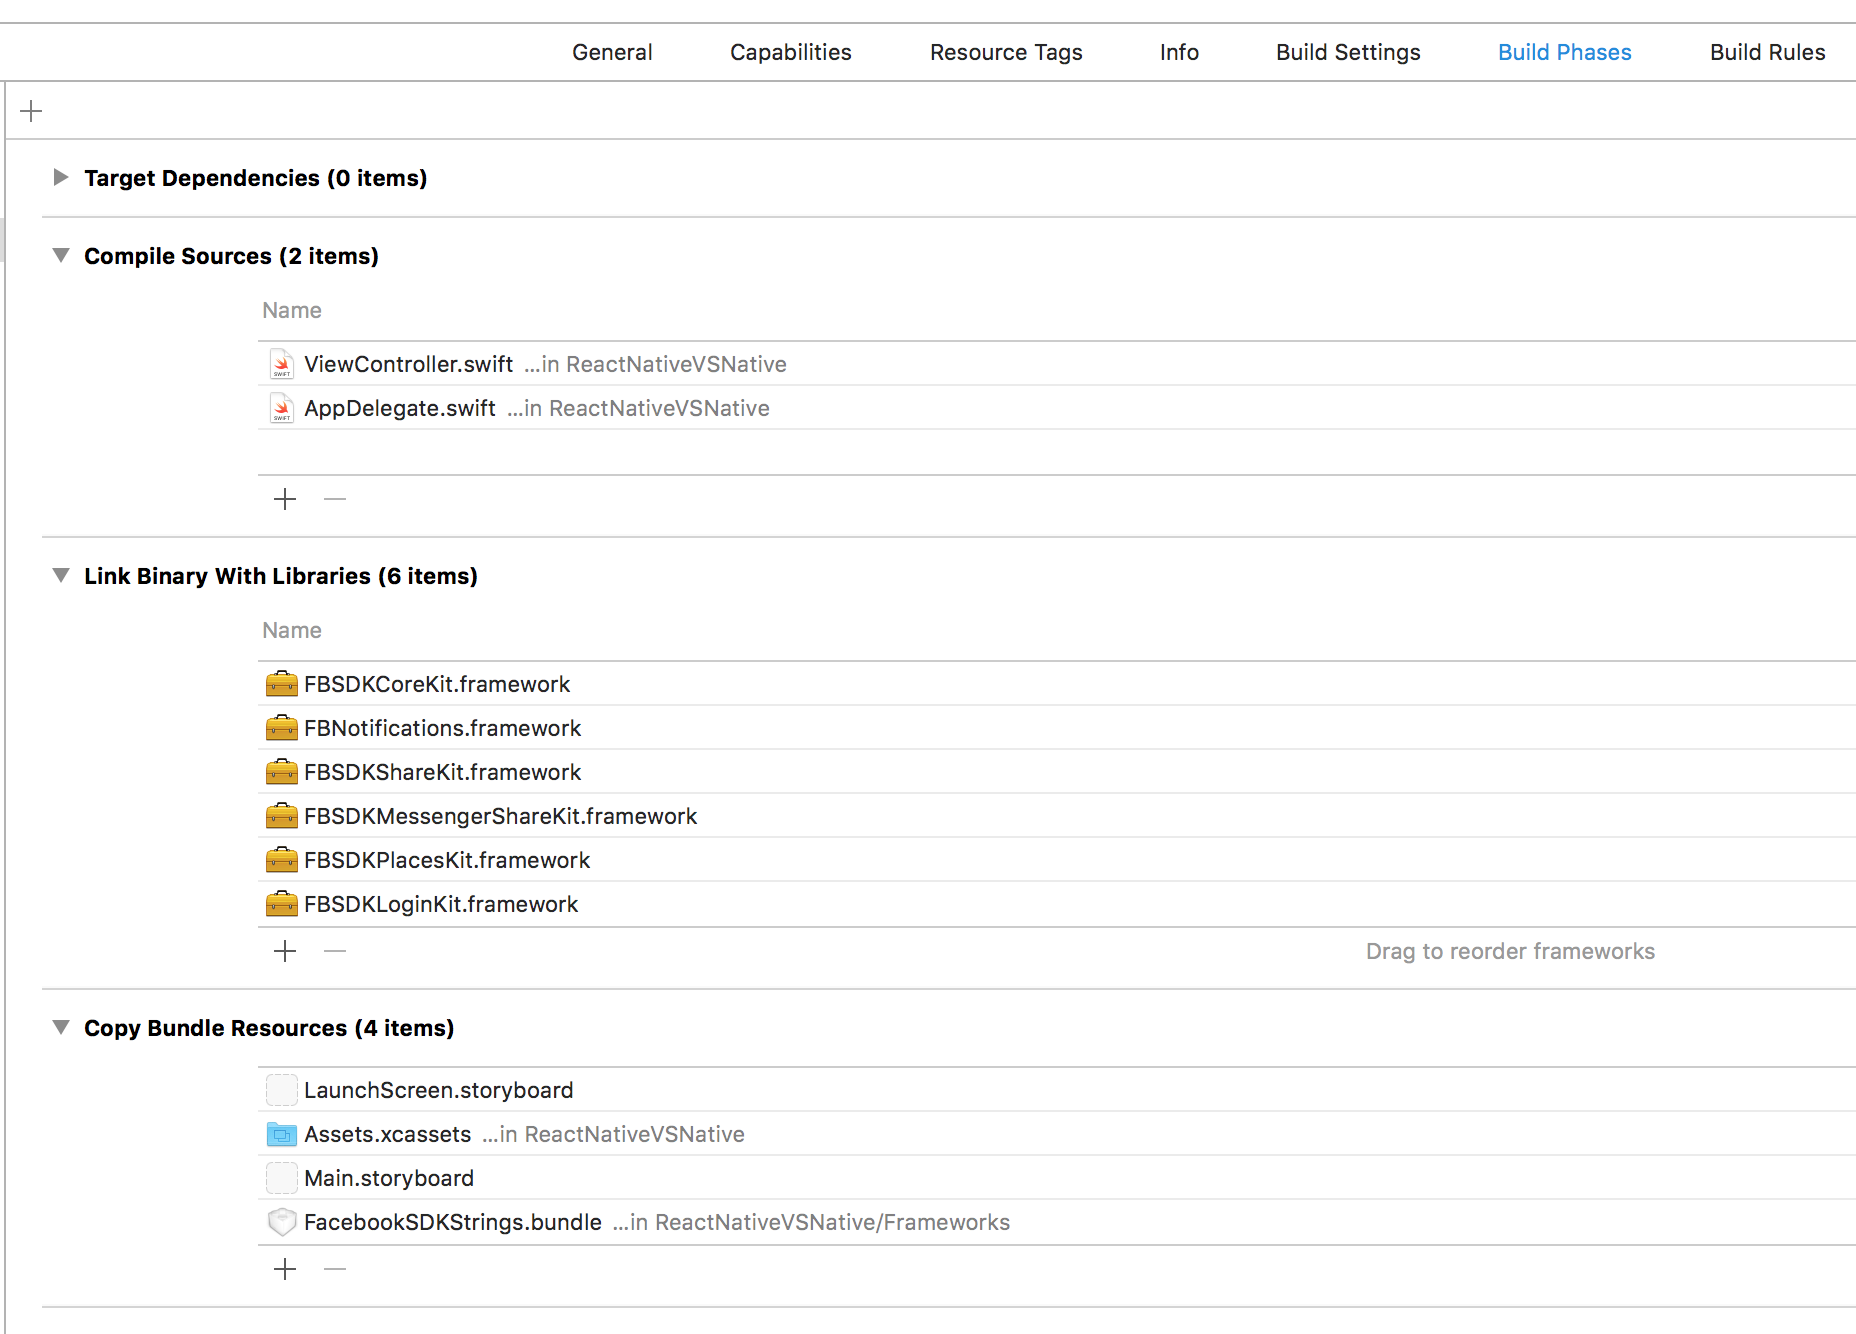 General Capabilities Resource Tags Info Build Settings Build Phases Build Rules
Target Dependencies (0 items)
Compile Sources (2 items)
Name
ViewController.swift ...in ReactNativeVSNative
AppDelegate.swift ...in ReactNativeVSNative
Link Binary With Libraries (6 items)
Name
FBSDKCoreKit.framework
FBNotifications.framework
FBSDKShareKit.framework
FBSDKMessengerShareKit.framework
FBSDKPlacesKit.framework
FBSDKLoginKit.framework
Drag to reorder frameworks
Copy Bundle Resources (4 items)
LaunchScreen.storyboard
Assets.xcassets ...in ReactNativeVSNative
Main.storyboard
FacebookSDKStrings.bundle ...in ReactNativeVSNative/Frameworks